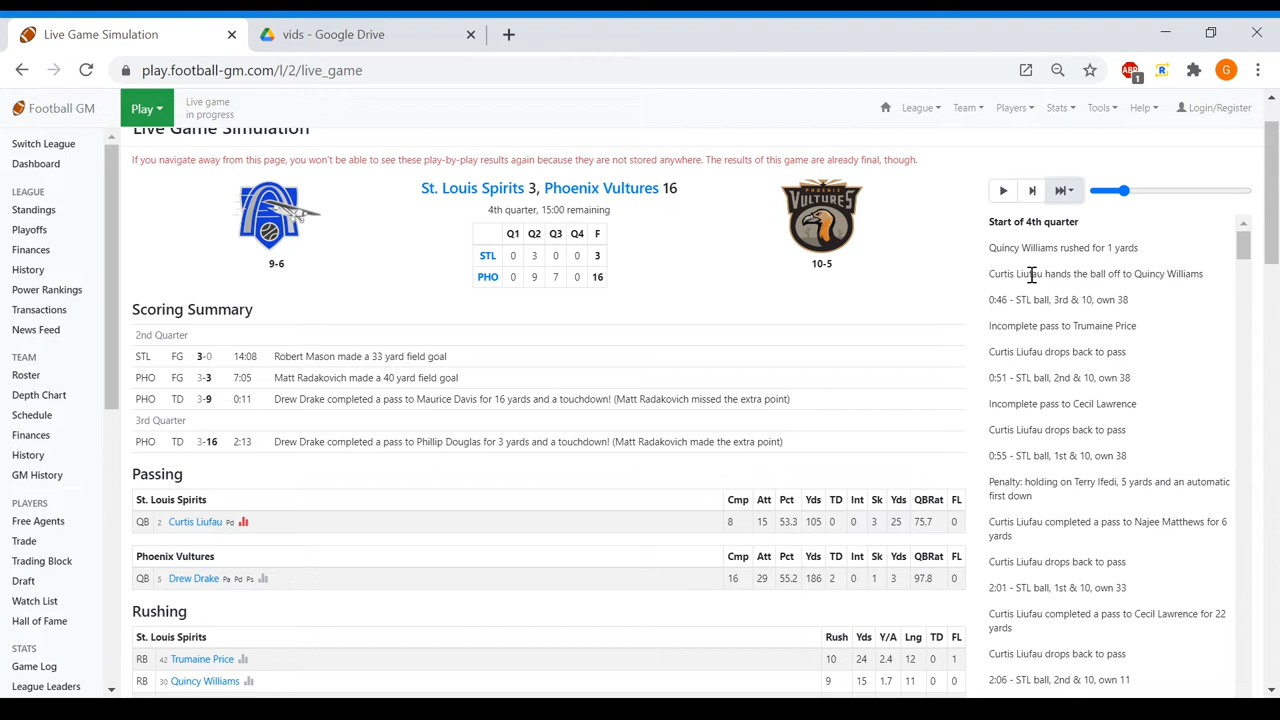 Live Game Simulation
vids - Google Drive
play.football-gm.com/l/2/live_game
ABP
1
R
G
Football GM
Play
Live game
in progress
League
Team
Players
Stats
Tools
Help
Login/Register
Switch League
Dashboard
LEAGUE
Standings
Playoffs
Finances
History
Power Rankings
Transactions
News Feed
TEAM
Roster
Depth Chart
Schedule
Finances
History
GM History
PLAYERS
Free Agents
Trade
Trading Block
Draft
Watch List
Hall of Fame
STATS
Game Log
League Leaders
Live Game Simulation
If you navigate away from this page, you won't be able to see these play-by-play results again because they are not stored anywhere. The results of this game are already final, though.
St. Louis Spirits 3, Phoenix Vultures 16
4th quarter, 15:00 remaining
Q1 Q2 Q3 Q4 F
STL 0 3 0 0 3
PHO 0 9 7 0 16
9-6
PHOENIX
VULTURES
10-5
Scoring Summary
2nd Quarter
STL FG 3-0 14:08 Robert Mason made a 33 yard field goal
PHO FG 3-3 7:05 Matt Radakovich made a 40 yard field goal
PHO TD 3-9 0:11 Drew Drake completed a pass to Maurice Davis for 16 yards and a touchdown! (Matt Radakovich missed the extra point)
3rd Quarter
PHO TD 3-16 2:13 Drew Drake completed a pass to Phillip Douglas for 3 yards and a touchdown! (Matt Radakovich made the extra point)
Passing
St. Louis Spirits Cmp Att Pct Yds TD Int Sk Yds QBRat FL
QB 2 Curtis Liufau Pd 8 15 53.3 105 0 0 3 25 75.7 0
Phoenix Vultures Cmp Att Pct Yds TD Int Sk Yds QBRat FL
QB 5 Drew Drake Pa Pd Ps 16 29 55.2 186 2 0 1 3 97.8 0
Rushing
St. Louis Spirits Rush Yds Y/A Lng TD FL
RB 42 Trumaine Price 10 24 2.4 12 0 1
RB 30 Quincy Williams 9 15 1.7 11 0 0
Start of 4th quarter
Quincy Williams rushed for 1 yards
Curtis Liufau hands the ball off to Quincy Williams
0:46 - STL ball, 3rd & 10, own 38
Incomplete pass to Trumaine Price
Curtis Liufau drops back to pass
0:51 - STL ball, 2nd & 10, own 38
Incomplete pass to Cecil Lawrence
Curtis Liufau drops back to pass
0:55 - STL ball, 1st & 10, own 38
Penalty: holding on Terry Ifedi, 5 yards and an automatic
first down
Curtis Liufau completed a pass to Najee Matthews for 6
yards
Curtis Liufau drops back to pass
2:01 - STL ball, 1st & 10, own 33
Curtis Liufau completed a pass to Cecil Lawrence for 22
yards
Curtis Liufau drops back to pass
2:06 - STL ball, 2nd & 10, own 11